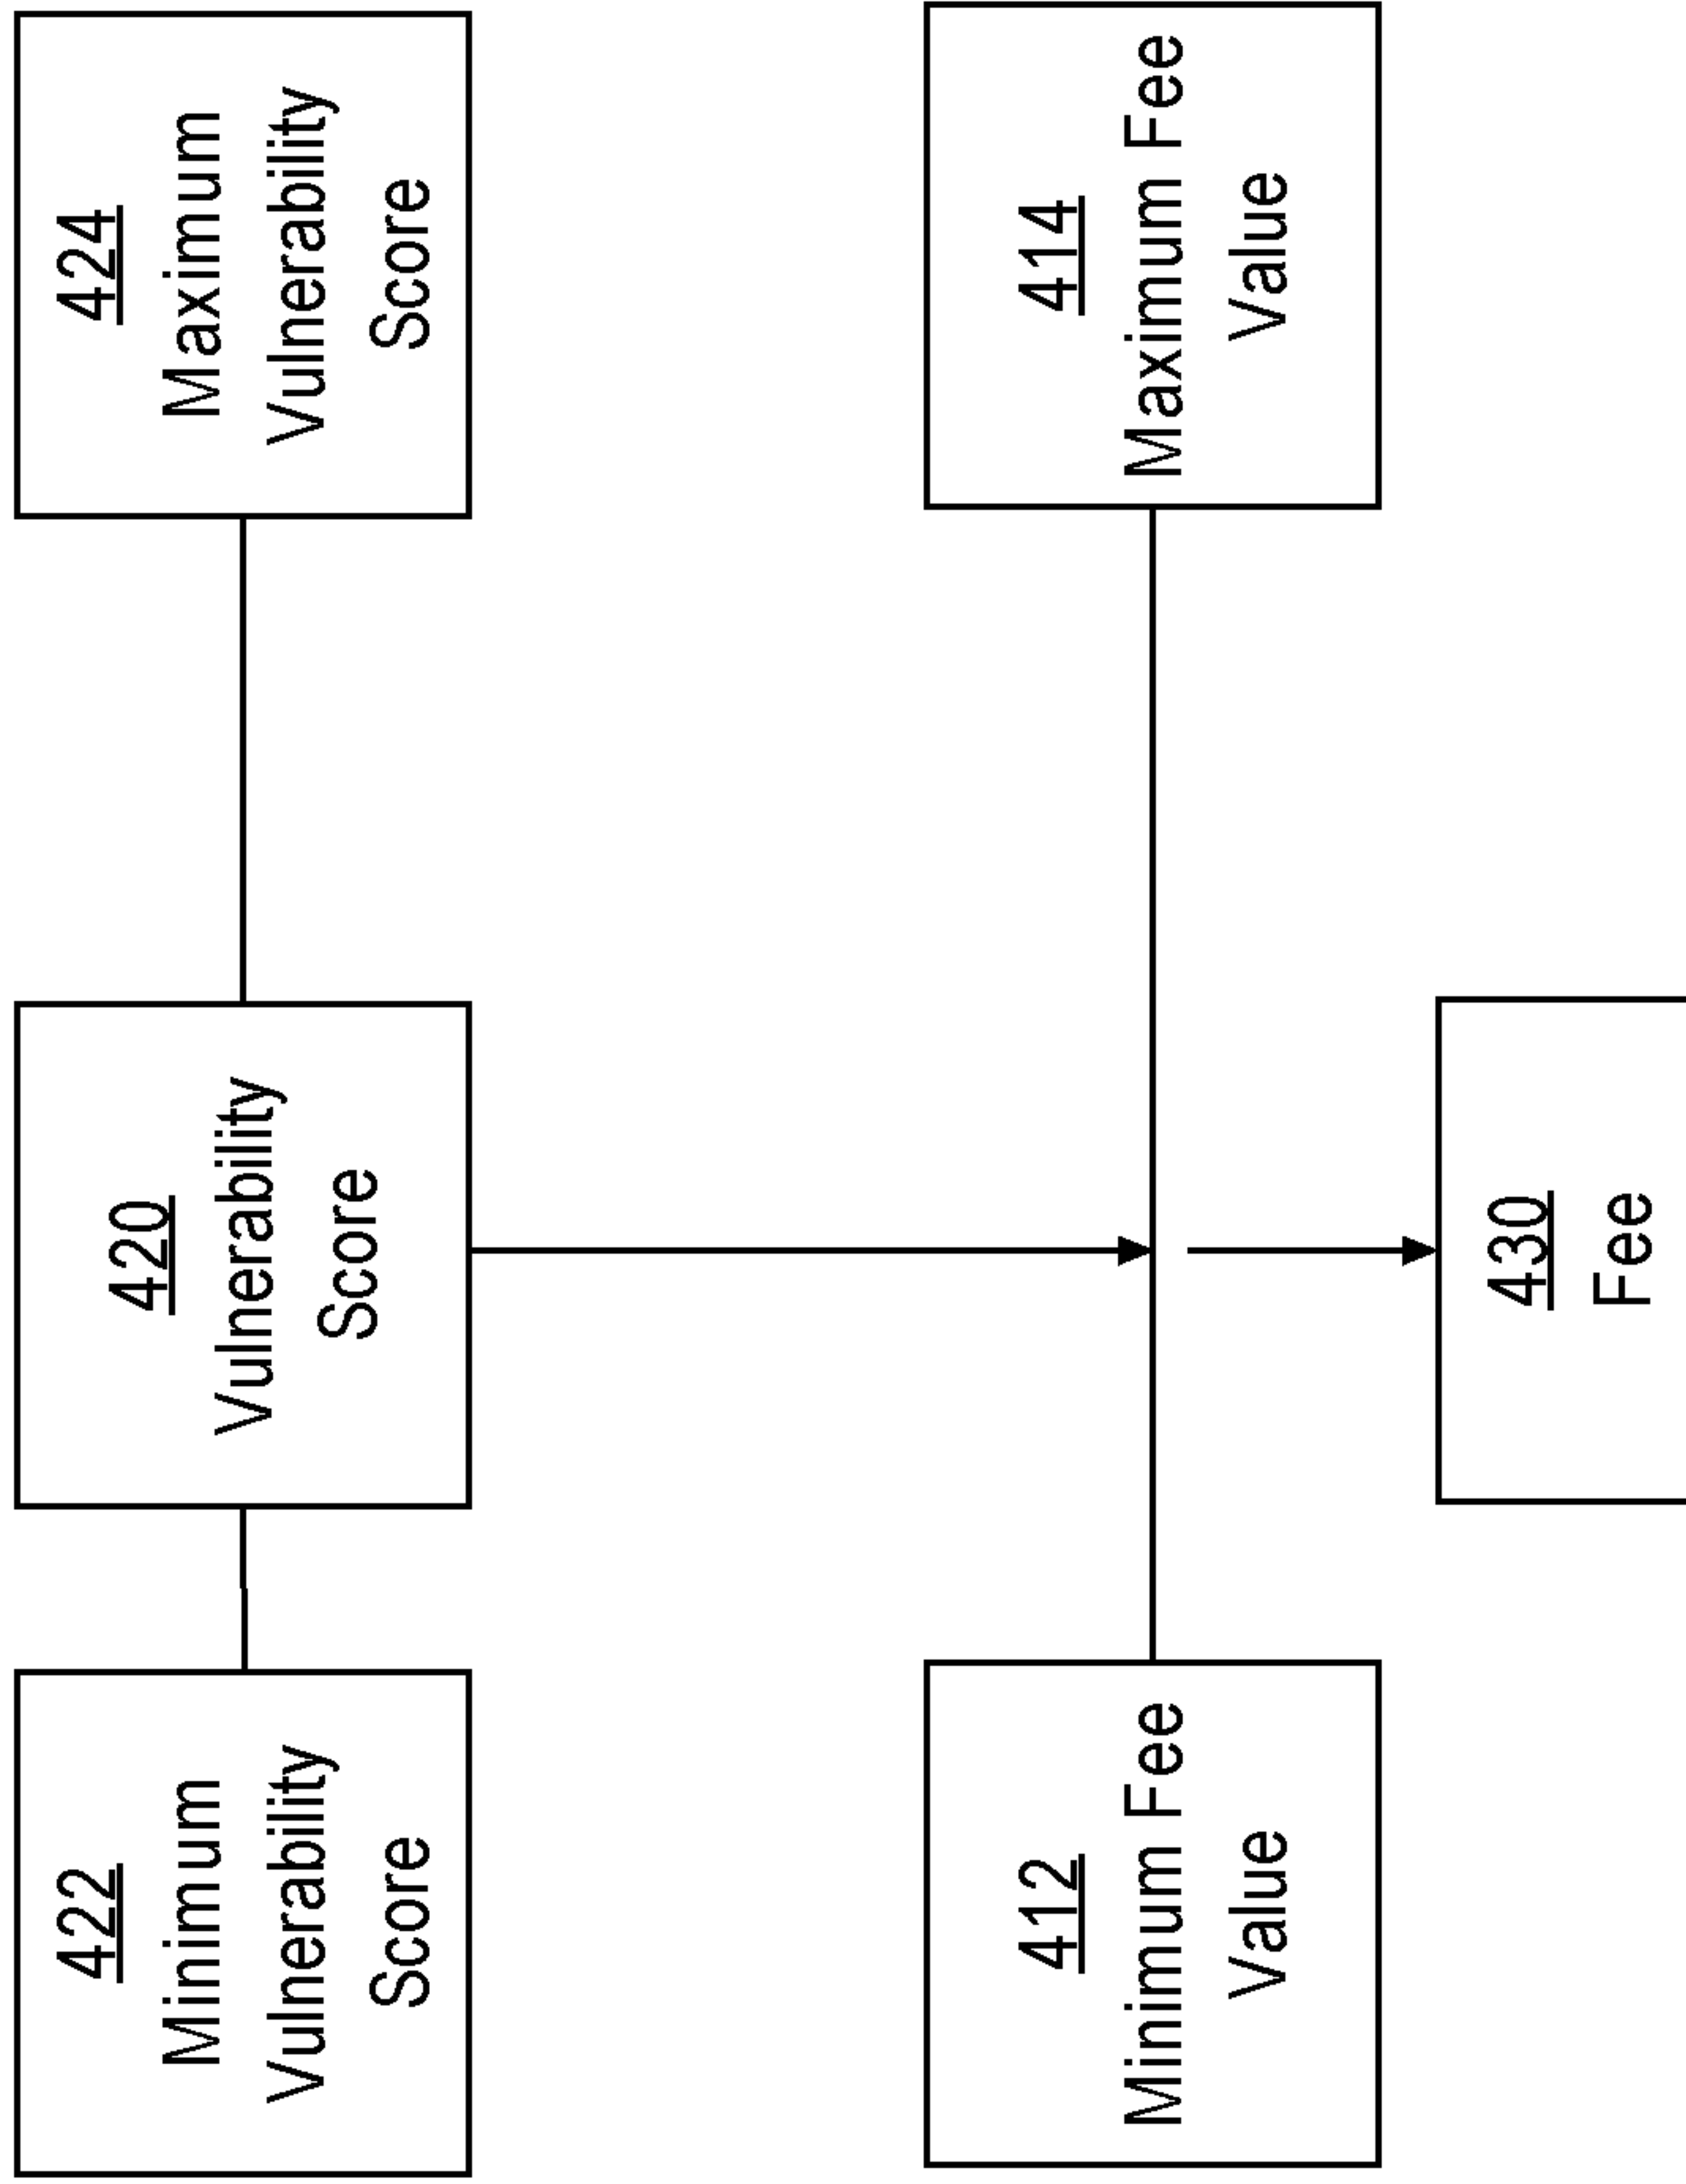 422
Minimum
Vulnerability
Score
420
Vulnerability
Score
424
Maximum
Vulnerability
Score
412
Minimum Fee
Value
414
Maximum Fee
Value
430
Fee